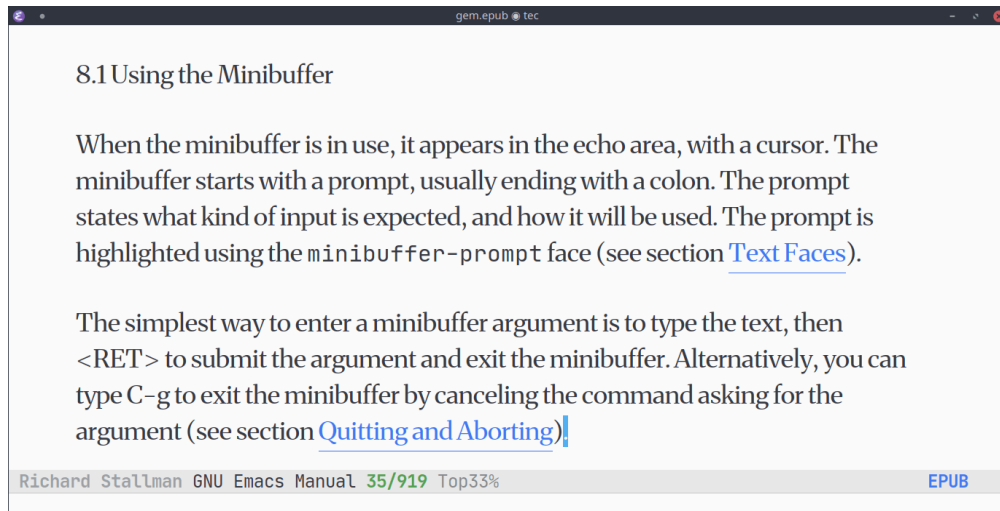 gem.epub ◉ tec
8.1 Using the Minibuffer
When the minibuffer is in use, it appears in the echo area, with a cursor. The
minibuffer starts with a prompt, usually ending with a colon. The prompt
states what kind of input is expected, and how it will be used. The prompt is
highlighted using the minibuffer-prompt face (see section Text Faces).
The simplest way to enter a minibuffer argument is to type the text, then
<RET> to submit the argument and exit the minibuffer. Alternatively, you can
type C-g to exit the minibuffer by canceling the command asking for the
argument (see section Quitting and Aborting).
Richard Stallman GNU Emacs Manual 35/919 Top33% EPUB